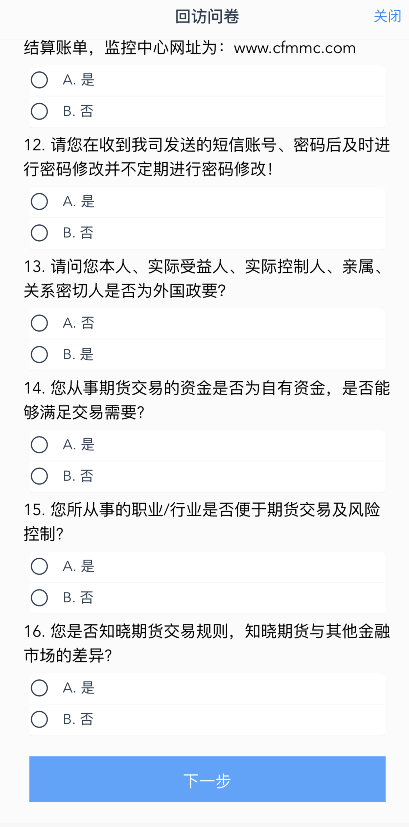 回访问卷
关闭
结算账单，监控中心网址为：www.cfmmc.com
A. 是
B. 否
12. 请您在收到我司发送的短信账号、密码后及时进
行密码修改并不定期进行密码修改！
A. 是
B. 否
13. 请问您本人、实际受益人、实际控制人、亲属、
关系密切人是否为外国政要？
A. 否
B. 是
14. 您从事期货交易的资金是否为自有资金，是否能
够满足交易需要？
A. 是
B. 否
15. 您所从事的职业/行业是否便于期货交易及风险
控制？
A. 是
B. 否
16. 您是否知晓期货交易规则，知晓期货与其他金融
市场的差异？
A. 是
B. 否
下一步